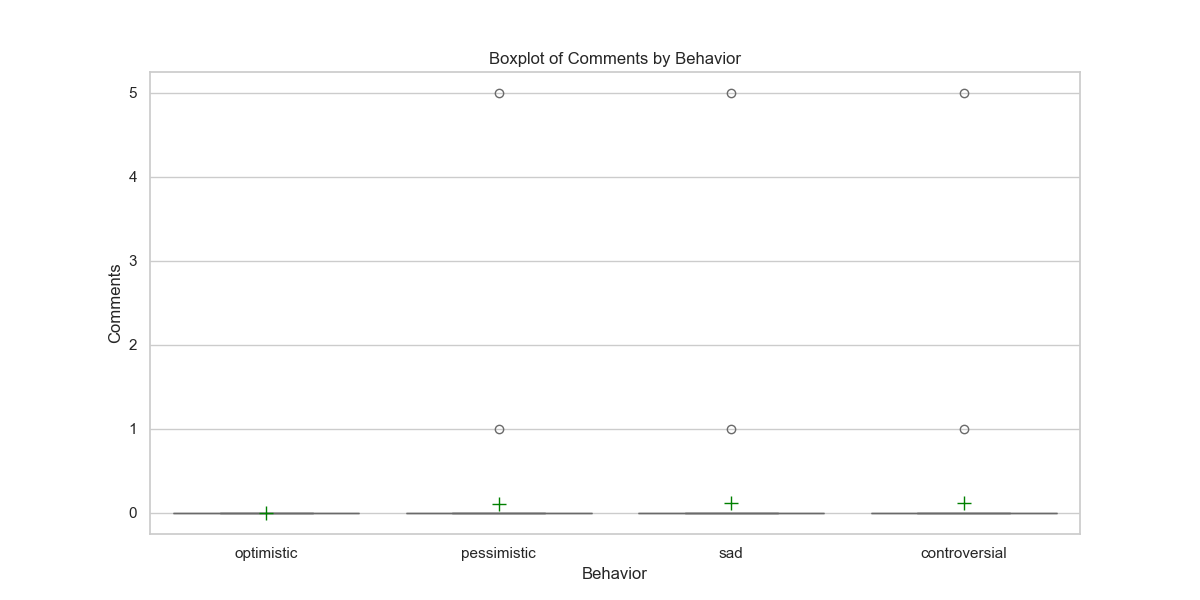 Boxplot of Comments by Behavior
5
4
3
2
1
0
Comments
optimistic pessimistic sad controversial
Behavior